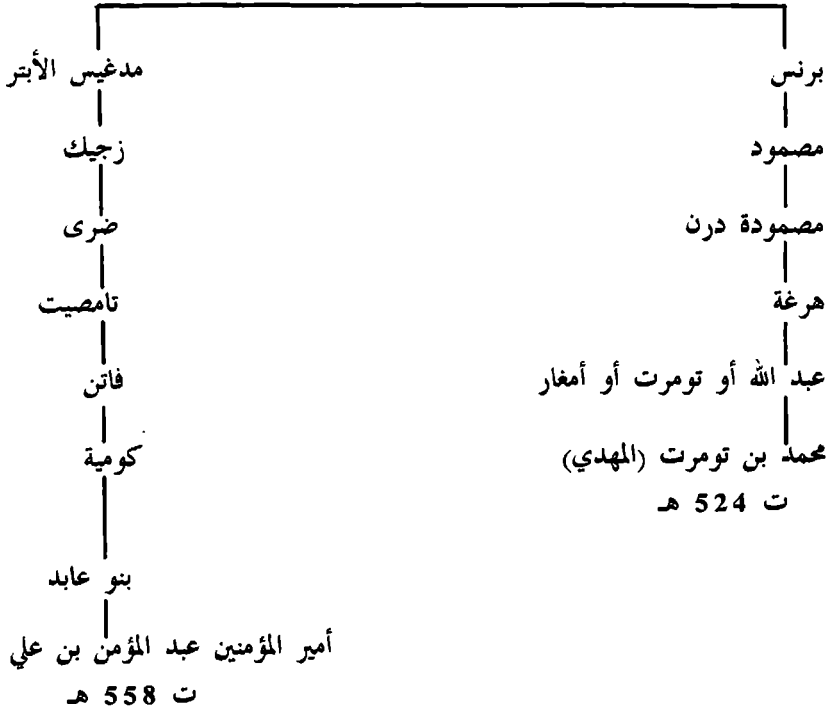 برنس
مدغيس الأبتر
مصمود
زجيك
مصمودة درن
ضرى
هرغة
تامصيت
عبد الله أو تومرت أو أمغار
فاتن
محمد بن تومرت (المهدي)
كومية
ت 524 هـ
بنو عابد
أمير المؤمنين عبد المؤمن بن علي
ت 558 هـ